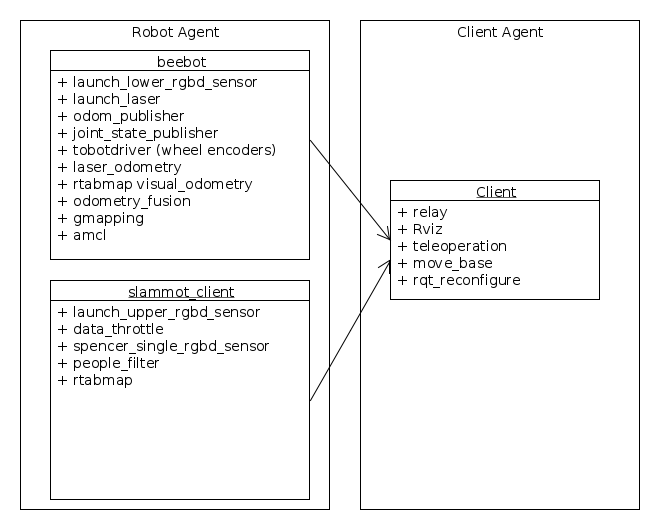 Robot Agent
beebot
+ launch_lower_rgbd_sensor
+ launch_laser
+ odom_publisher
+ joint_state_publisher
+ tobotdriver (wheel encoders)
+ laser_odometry
+ rtabmap visual_odometry
+ odometry_fusion
+ gmapping
+ amcl
slammot_client
+ launch_upper_rgbd_sensor
+ data_throttle
+ spencer_single_rgbd_sensor
+ people_filter
+ rtabmap
Client Agent
Client
+ relay
+ Rviz
+ teleoperation
+ move_base
+ rqt_reconfigure